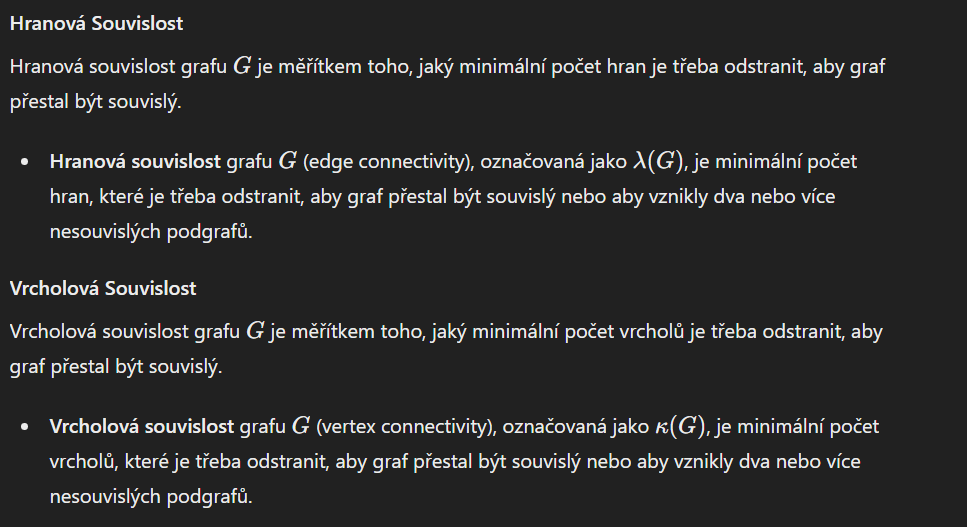 Hranová Souvislost
Hranová souvislost grafu G je měřítkem toho, jaký minimální počet hran je třeba odstranit, aby graf
přestal být souvislý.
• Hranová souvislost grafu G (edge connectivity), označovaná jako λ(G), je minimální počet
hran, které je třeba odstranit, aby graf přestal být souvislý nebo aby vznikly dva nebo více
nesouvislých podgrafů.
Vrcholová Souvislost
Vrcholová souvislost grafu G je měřítkem toho, jaký minimální počet vrcholů je třeba odstranit, aby
graf přestal být souvislý.
• Vrcholová souvislost grafu G (vertex connectivity), označovaná jako κ(G), je minimální počet
vrcholů, které je třeba odstranit, aby graf přestal být souvislý nebo aby vznikly dva nebo více
nesouvislých podgrafů.